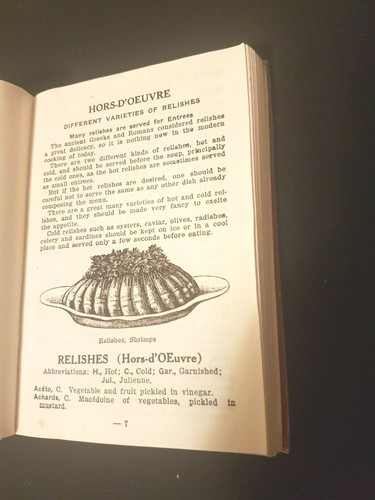 HORS-D'OEUVRE
DIFFERENT VARIETIES OF RELISHES
Many relishes are served for Entrees
The ancient Greeks and Romans considered relishes
a great delicacy, so it is nothing new in the modern
cooking of today.
There are two different kinds of relishes, hot and
cold, and should be served before the soup, principally
the cold ones, as the hot relishes are sometimes served
as small entrees.
But if the hot relishes are desired, one should be
careful not to serve the same as any other dish already
composing the menu.
There are a great many varieties of hot and cold rel-
ishes, and they should be made very fancy to excite
the appetite.
Cold relishes such as oysters, caviar, olives, radishes,
celery and sardines should be kept on ice or in a cool
place and served only a few seconds before eating.
Relishes, Shrimps
RELISHES (Hors-d'OEuvre)
Abbreviations: H., Hot; C., Cold; Gar., Garnished;
Jul., Julienne.
Acéto, C. Vegetable and fruit pickled in vinegar.
Achards, C. Macédoine of vegetables, pickled in
mustard.
— 7